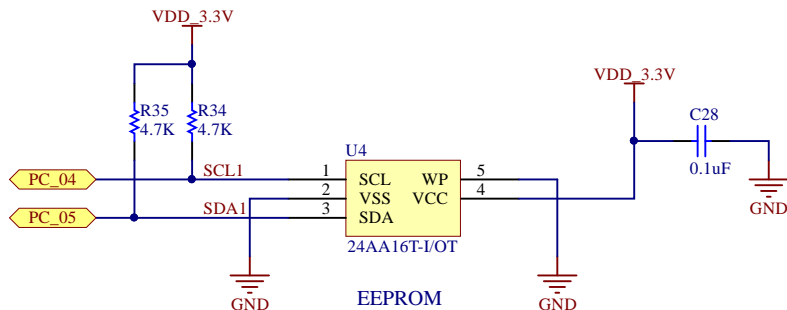 VDD_3.3V
R35
4.7K
R34
4.7K
VDD_3.3V
C28
0.1uF
GND
PC_04
SCL1
PC_05
SDA1
U4
1
SCL
WP
5
2
VSS
VCC
4
3
SDA
24AA16T-I/OT
GND
GND
EEPROM